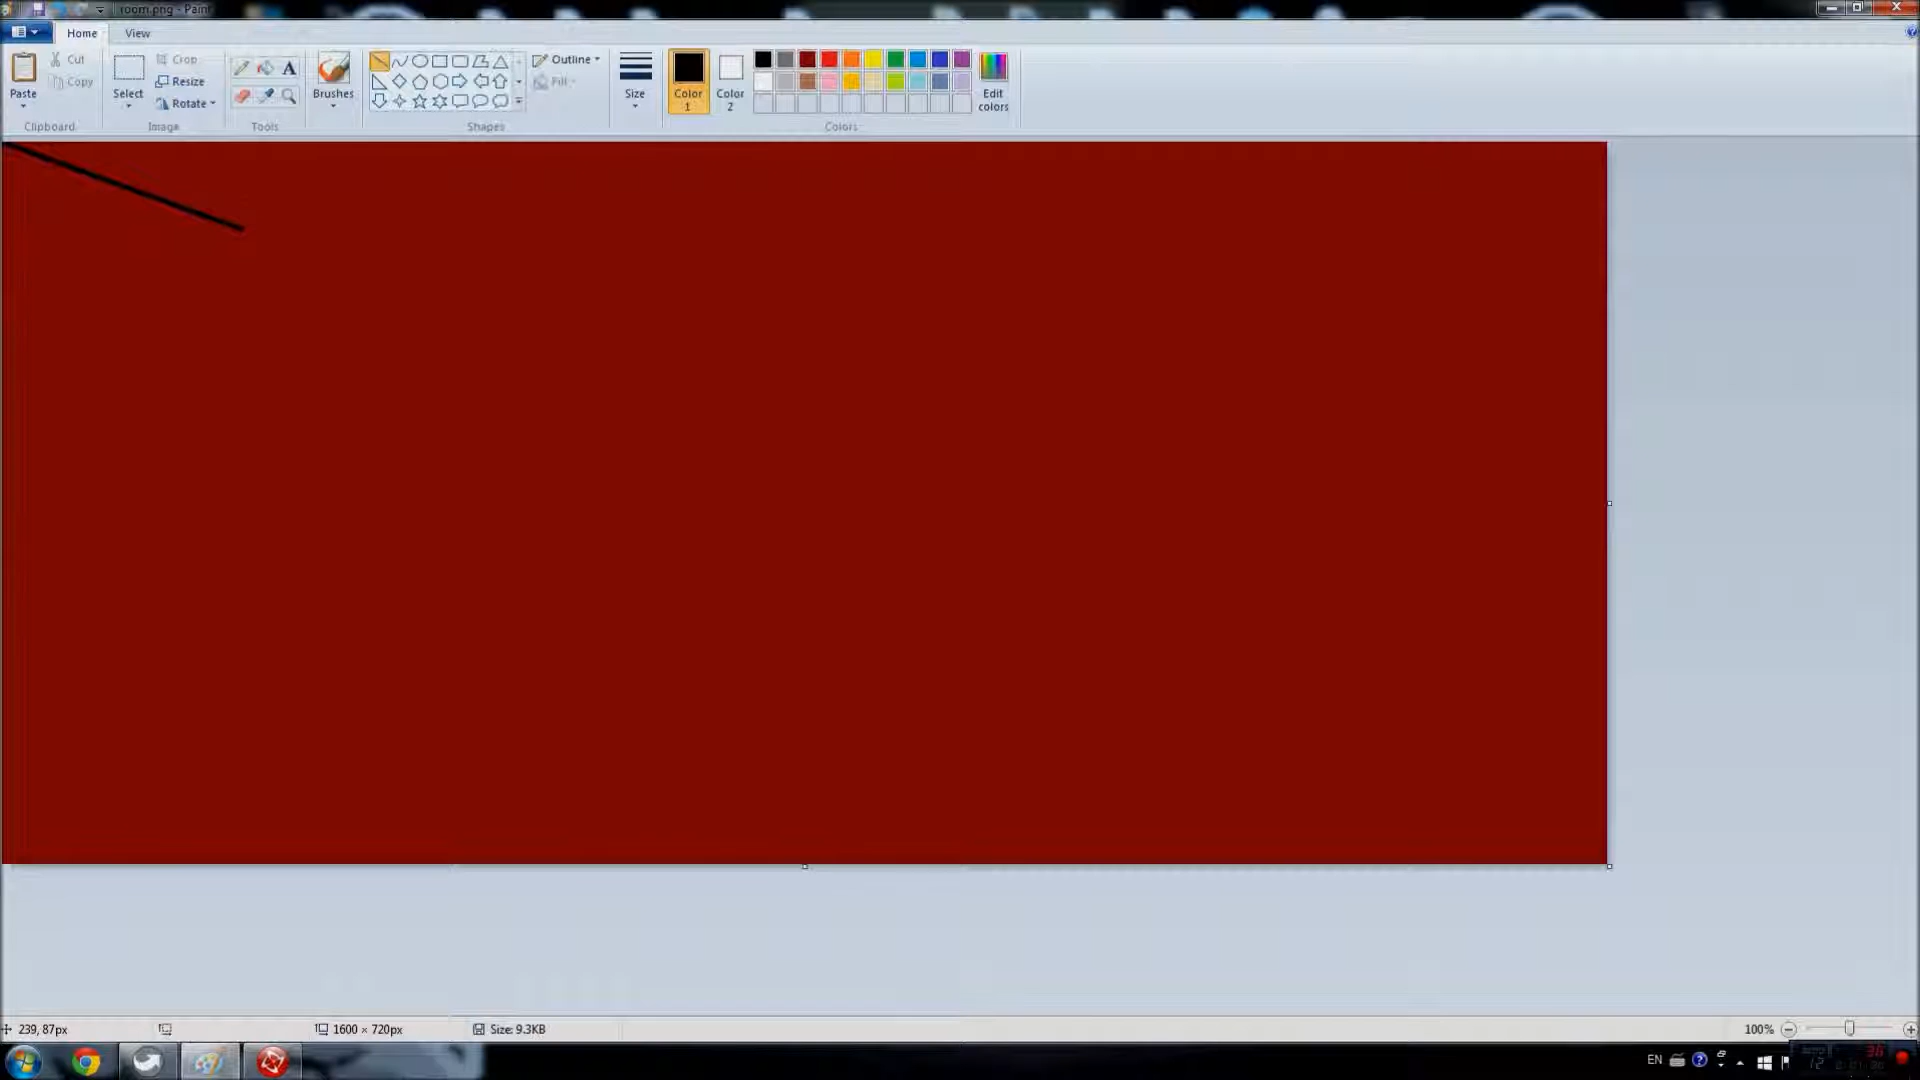 room.png - Paint
Home View
Paste
Cut
Copy
Clipboard
Select
Crop
Resize
Rotate
Image
A
Tools
Brushes
Shapes
Outline
Fill
Size
Color 1
Color 2
Edit colors
Colors
239, 87px
1600 × 720px
Size: 9.3KB
100%
EN